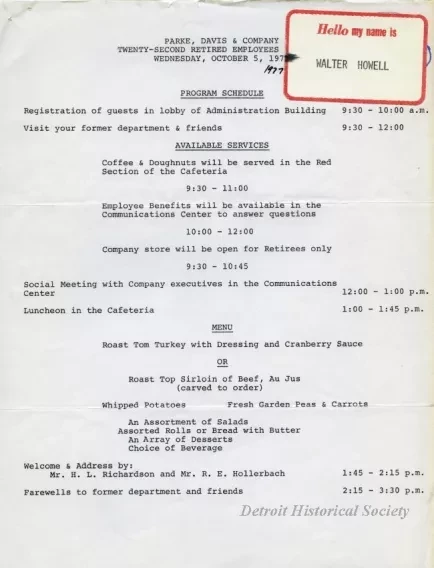 PARKE, DAVIS & COMPANY
TWENTY-SECOND RETIRED EMPLOYEES
WEDNESDAY, OCTOBER 5, 197
1977
Hello my name is
WALTER HOWELL
PROGRAM SCHEDULE
Registration of guests in lobby of Administration Building 9:30 - 10:00 a.m.
Visit your former department & friends 9:30 - 12:00
AVAILABLE SERVICES
Coffee & Doughnuts will be served in the Red
Section of the Cafeteria
9:30 - 11:00
Employee Benefits will be available in the
Communications Center to answer questions
10:00 - 12:00
Company store will be open for Retirees only
9:30 - 10:45
Social Meeting with Company executives in the Communications
Center 12:00 - 1:00 p.m.
Luncheon in the Cafeteria 1:00 - 1:45 p.m.
MENU
Roast Tom Turkey with Dressing and Cranberry Sauce
OR
Roast Top Sirloin of Beef, Au Jus
(carved to order)
Whipped Potatoes Fresh Garden Peas & Carrots
An Assortment of Salads
Assorted Rolls or Bread with Butter
An Array of Desserts
Choice of Beverage
Welcome & Address by:
Mr. H. L. Richardson and Mr. R. E. Hollerbach 1:45 - 2:15 p.m.
Farewells to former department and friends 2:15 - 3:30 p.m.
Detroit Historical Society